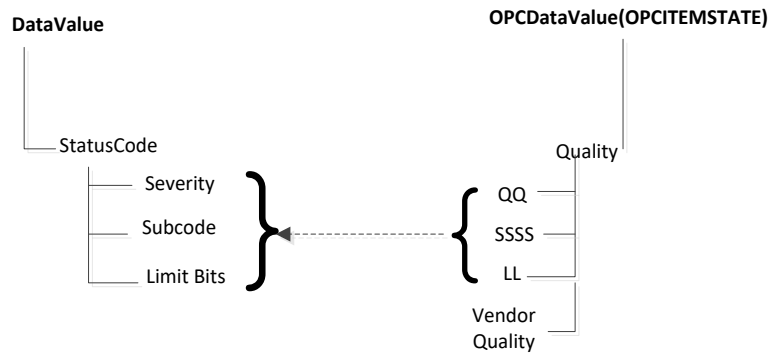 DataValue
OPCDataValue(OPCITEMSTATE)
StatusCode
Quality
Severity
QQ
Subcode
SSSS
Limit Bits
LL
Vendor
Quality